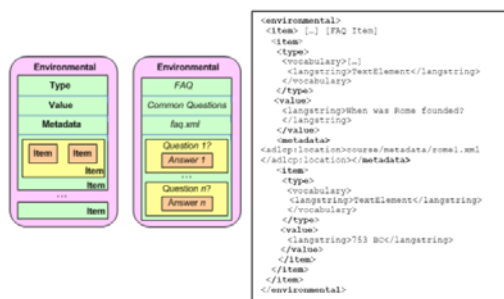 Environmental
Type
Value
Metadata
Item Item
Item
Item
...
Item
Environmental
FAQ
Common Questions
faq.xml
Question 1?
Answer 1
...
Question n?
Answer n
<environmental>
<item> […] [FAQ Item]
<item>
<type>
<vocabulary>[…]
<langstring>TextElement</langstring>
</vocabulary>
</type>
<value>
<langstring>When was Rome founded?
</langstring>
</value>
<metadata>
<adlcp:location>course/metadata/rome1.xml
</adlcp:location></metadata>
<item>
<type>
<vocabulary>
<langstring>TextElement</langstring>
</vocabulary>
</type>
<value>
<langstring>753 BC</langstring>
</value>
</item>
</item>
</item>
</environmental>